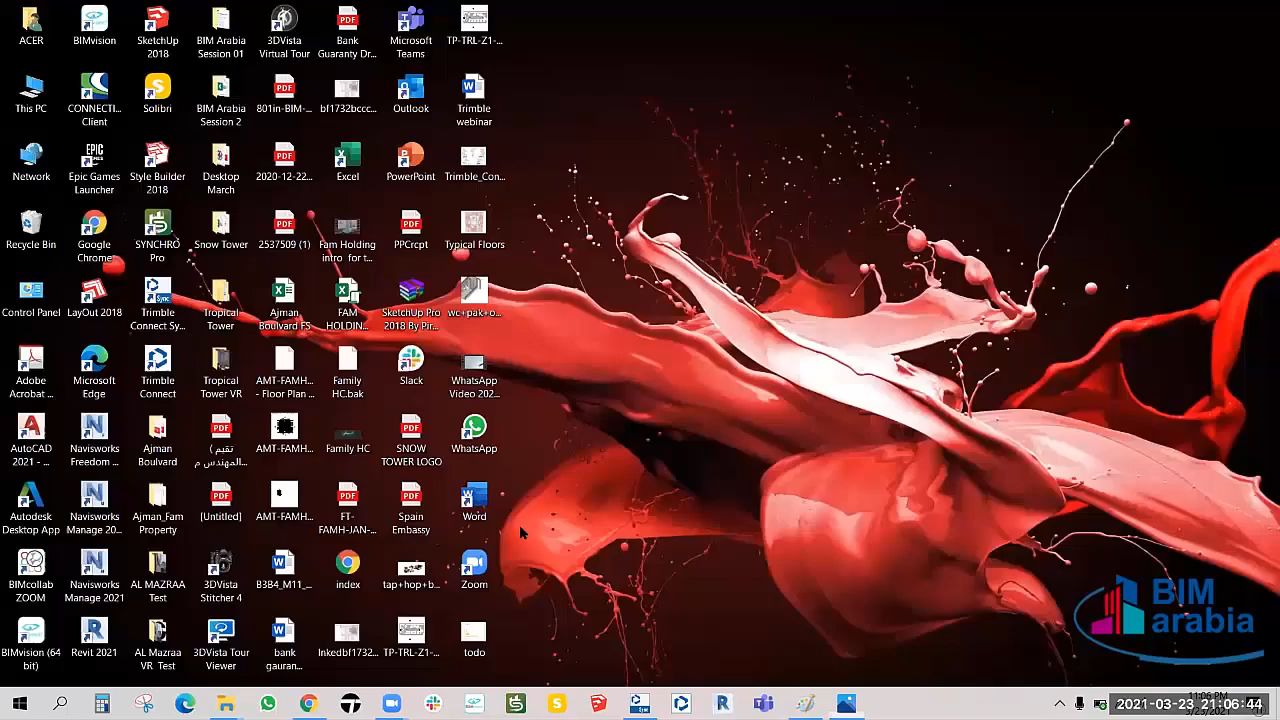 ACER
BIMvision
SketchUp
2018
BIM Arabia
Session 01
3DVista
Virtual Tour
Bank
Guaranty Dr...
Microsoft
Teams
TP-TRL-Z1-...
This PC
CONNECTI...
Client
Solibri
BIM Arabia
Session 2
801in-BIM-...
bf1732bccc...
Outlook
Trimble
webinar
Network
Epic Games
Launcher
Style Builder
2018
Desktop
March
2020-12-22...
Excel
PowerPoint
Trimble_Con...
Recycle Bin
Google
Chrome
SYNCHRO
Pro
Snow Tower
2537509 (1)
Fam Holding
intro for t...
PPCrcpt
Typical Floors
Control Panel
LayOut 2018
Trimble
Connect Sy...
Tropical
Tower
Ajman
Boulvard FS
FAM
HOLDIN...
SketchUp Pro
2018 By Pir...
wc+pak+o...
Adobe
Acrobat ...
Microsoft
Edge
Trimble
Connect
Tropical
Tower VR
AMT-FAMH...
- Floor Plan ...
Family
HC.bak
Slack
WhatsApp
Video 202...
AutoCAD
2021 - ...
Navisworks
Freedom ...
Ajman
Boulvard
تقيم (
المهندس م...
AMT-FAMH...
Family HC
SNOW
TOWER LOGO
WhatsApp
Autodesk
Desktop App
Navisworks
Manage 20...
Ajman_Fam
Property
[Untitled]
AMT-FAMH...
FT-
FAMH-JAN-...
Spain
Embassy
Word
BIMcollab
ZOOM
Navisworks
Manage 2021
AL MAZRAA
Test
3DVista
Stitcher 4
B3B4_M11_...
index
tap+hop+b...
Zoom
BIMvision (64
bit)
Revit 2021
AL Mazraa
VR Test
3DVista Tour
Viewer
bank
gauran...
Inkedbf1732...
TP-TRL-Z1-...
todo
BIM
arabia
11:06 PM
2021-05-23 21:06:44